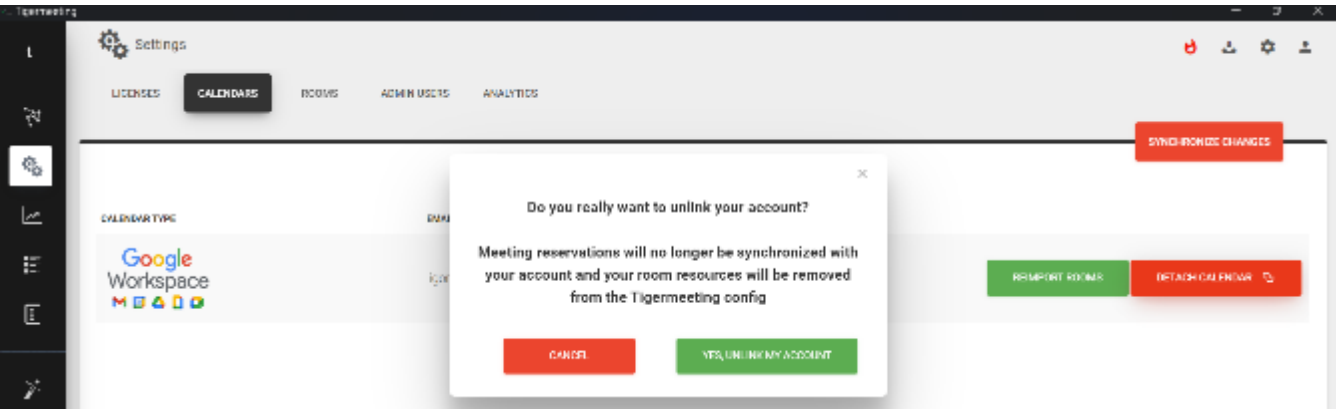 Tigermeeting
Settings
LICENSES CALENDARS ROOMS ADMIN USERS ANALYTICS
SYNCHRONIZE CHANGES
Do you really want to unlink your account?
CALENDAR TYPE
Meeting reservations will no longer be synchronized with
your account and your room resources will be removed
from the Tigermeeting config
Google
Workspace
REIMPORT ROOMS DETACH CALENDAR
CANCEL YES, UNLINK MY ACCOUNT